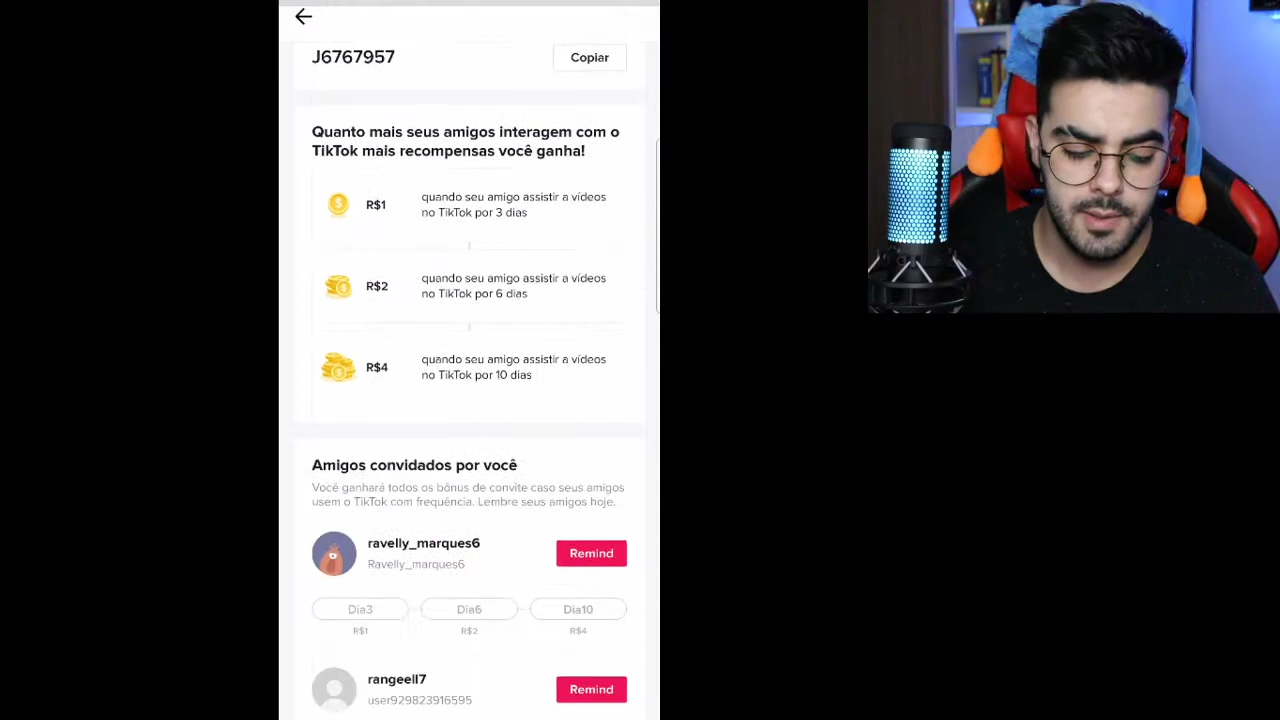 J6767957
Copiar
Quanto mais seus amigos interagem com o
TikTok mais recompensas você ganha!
R$1
quando seu amigo assistir a vídeos
no TikTok por 3 dias
R$2
quando seu amigo assistir a vídeos
no TikTok por 6 dias
R$4
quando seu amigo assistir a vídeos
no TikTok por 10 dias
Amigos convidados por você
Você ganhará todos os bônus de convite caso seus amigos
usem o TikTok com frequência. Lembre seus amigos hoje.
ravelly_marques6
Ravelly_marques6
Remind
Dia3
Dia6
Dia10
R$1
R$2
R$4
rangeell7
user929823916595
Remind